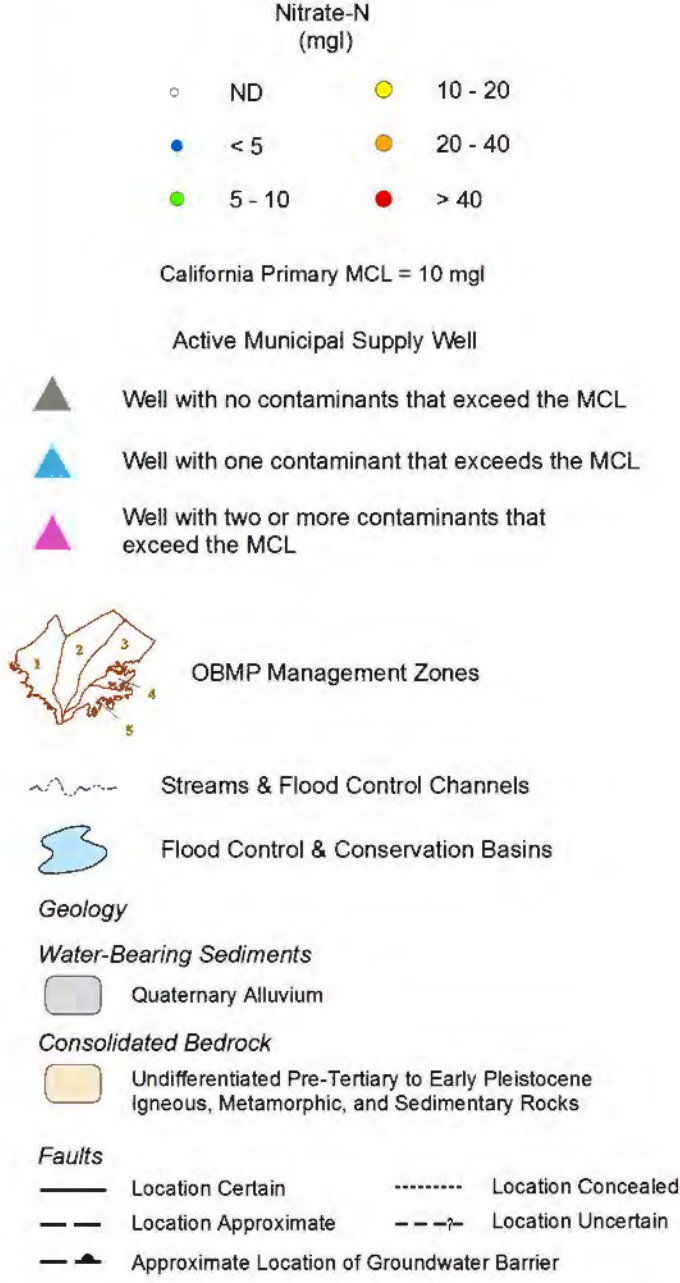 Nitrate-N
(mgl)
ND
10 - 20
< 5
20 - 40
5 - 10
> 40
California Primary MCL = 10 mgl
Active Municipal Supply Well
Well with no contaminants that exceed the MCL
Well with one contaminant that exceeds the MCL
Well with two or more contaminants that
exceed the MCL
1 2 3
4
5
OBMP Management Zones
Streams & Flood Control Channels
Flood Control & Conservation Basins
Geology
Water-Bearing Sediments
Quaternary Alluvium
Consolidated Bedrock
Undifferentiated Pre-Tertiary to Early Pleistocene
Igneous, Metamorphic, and Sedimentary Rocks
Faults
Location Certain
Location Concealed
Location Approximate
?
Location Uncertain
Approximate Location of Groundwater Barrier